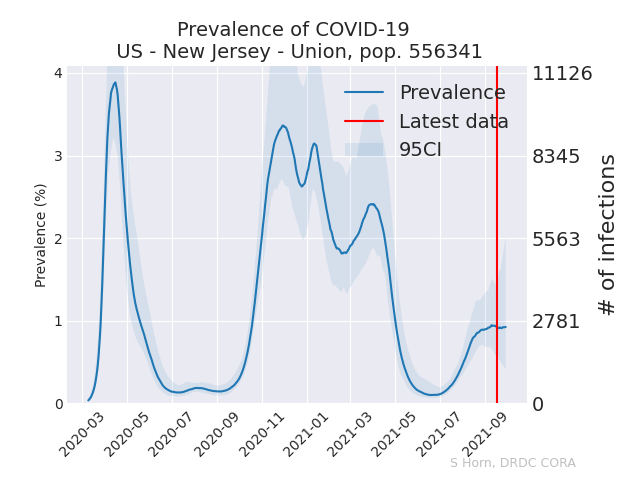 Prevalence of COVID-19
US - New Jersey - Union, pop. 556341
Prevalence (%)
4
3
2
1
0
11126
8345
5563
2781
0
# of infections
Prevalence
Latest data
95CI
2020-03
2020-05
2020-07
2020-09
2020-11
2021-01
2021-03
2021-05
2021-07
2021-09
S Horn, DRDC CORA